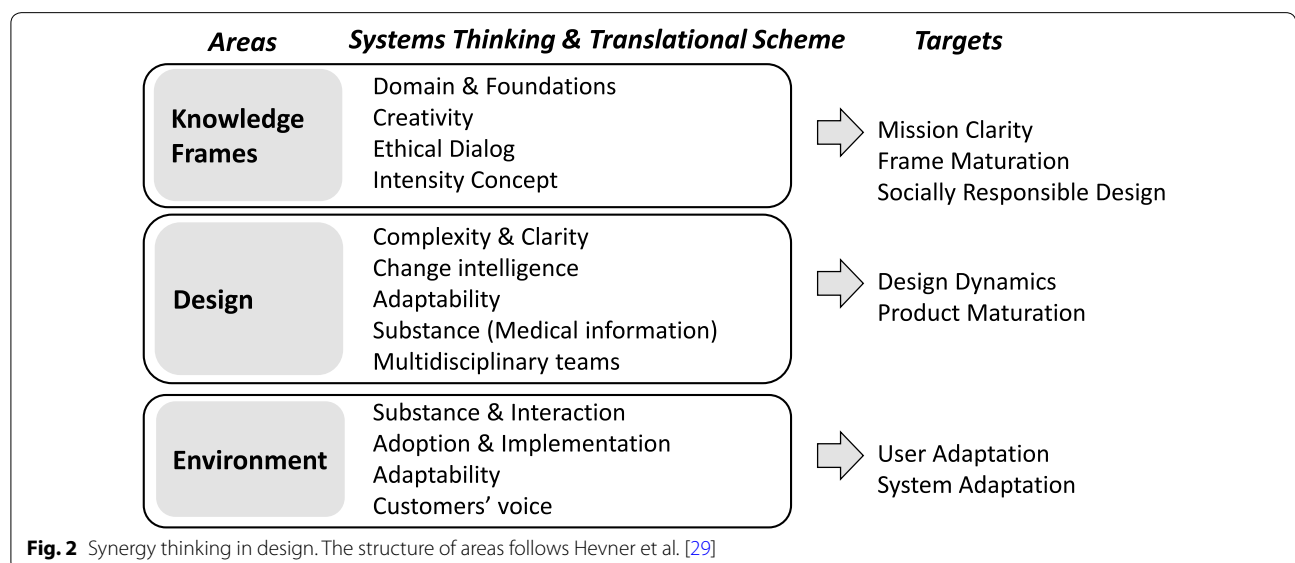 Areas Systems Thinking & Translational Scheme Targets
Knowledge
Frames
Domain & Foundations
Creativity
Ethical Dialog
Intensity Concept
Mission Clarity
Frame Maturation
Socially Responsible Design
Design
Complexity & Clarity
Change intelligence
Adaptability
Substance (Medical information)
Multidisciplinary teams
Design Dynamics
Product Maturation
Environment
Substance & Interaction
Adoption & Implementation
Adaptability
Customers’ voice
User Adaptation
System Adaptation
Fig. 2 Synergy thinking in design. The structure of areas follows Hevner et al. [29]